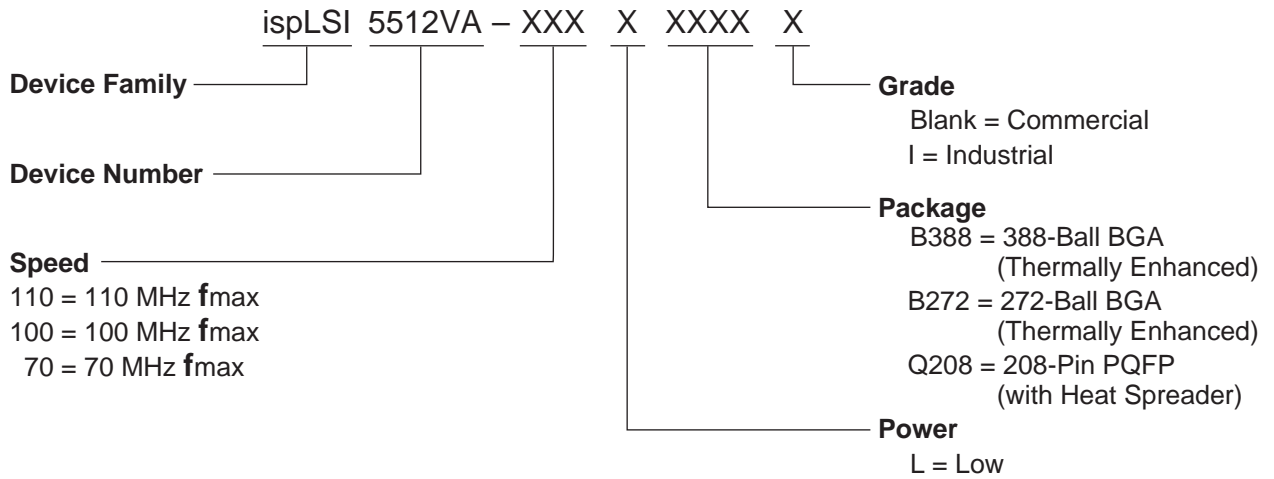 ispLSI 5512VA – XXX X XXXX X
Device Family
Device Number
Speed
110 = 110 MHz fmax
100 = 100 MHz fmax
70 = 70 MHz fmax
Grade
Blank = Commercial
I = Industrial
Package
B388 = 388-Ball BGA
(Thermally Enhanced)
B272 = 272-Ball BGA
(Thermally Enhanced)
Q208 = 208-Pin PQFP
(with Heat Spreader)
Power
L = Low